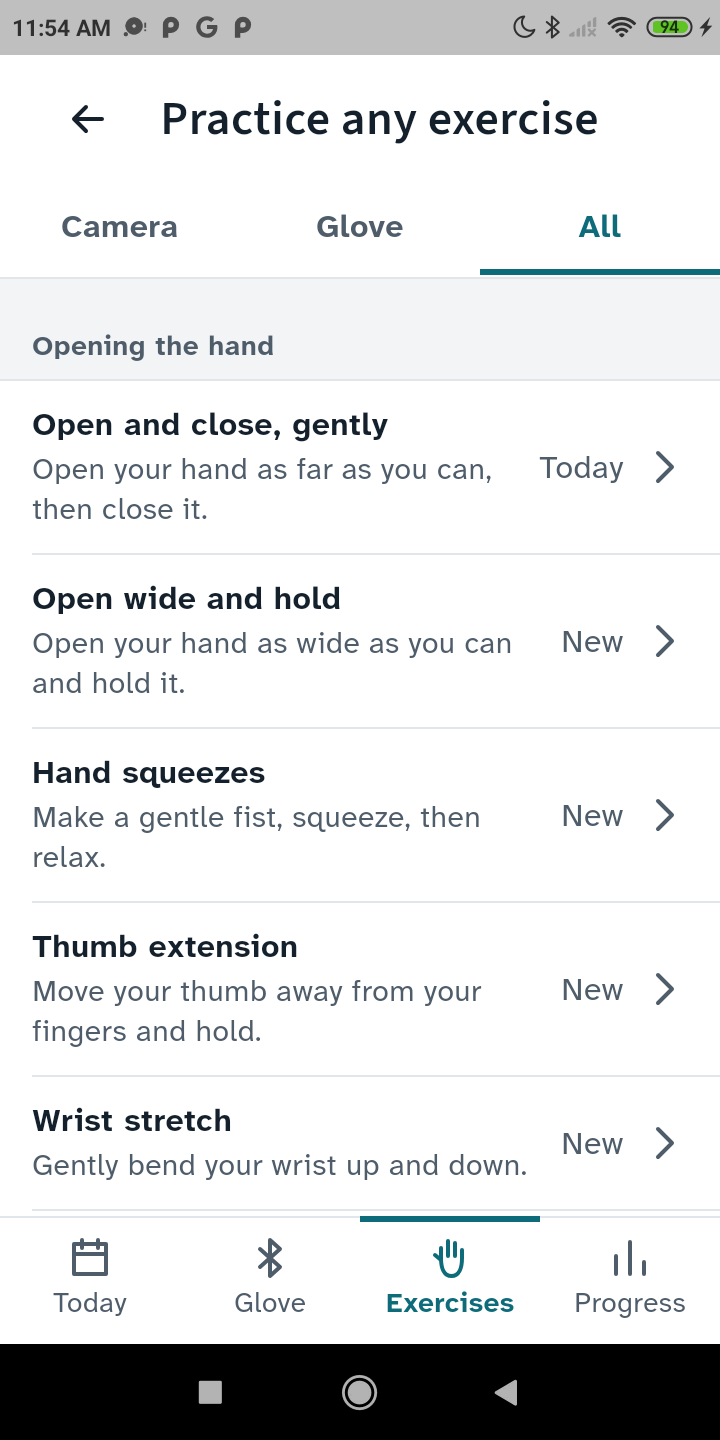 11:54 AM
94
Practice any exercise
Camera
Glove
All
Opening the hand
Open and close, gently
Open your hand as far as you can,
then close it.
Today
Open wide and hold
Open your hand as wide as you can
and hold it.
New
Hand squeezes
Make a gentle fist, squeeze, then
relax.
New
Thumb extension
Move your thumb away from your
fingers and hold.
New
Wrist stretch
Gently bend your wrist up and down.
New
Today
Glove
Exercises
Progress